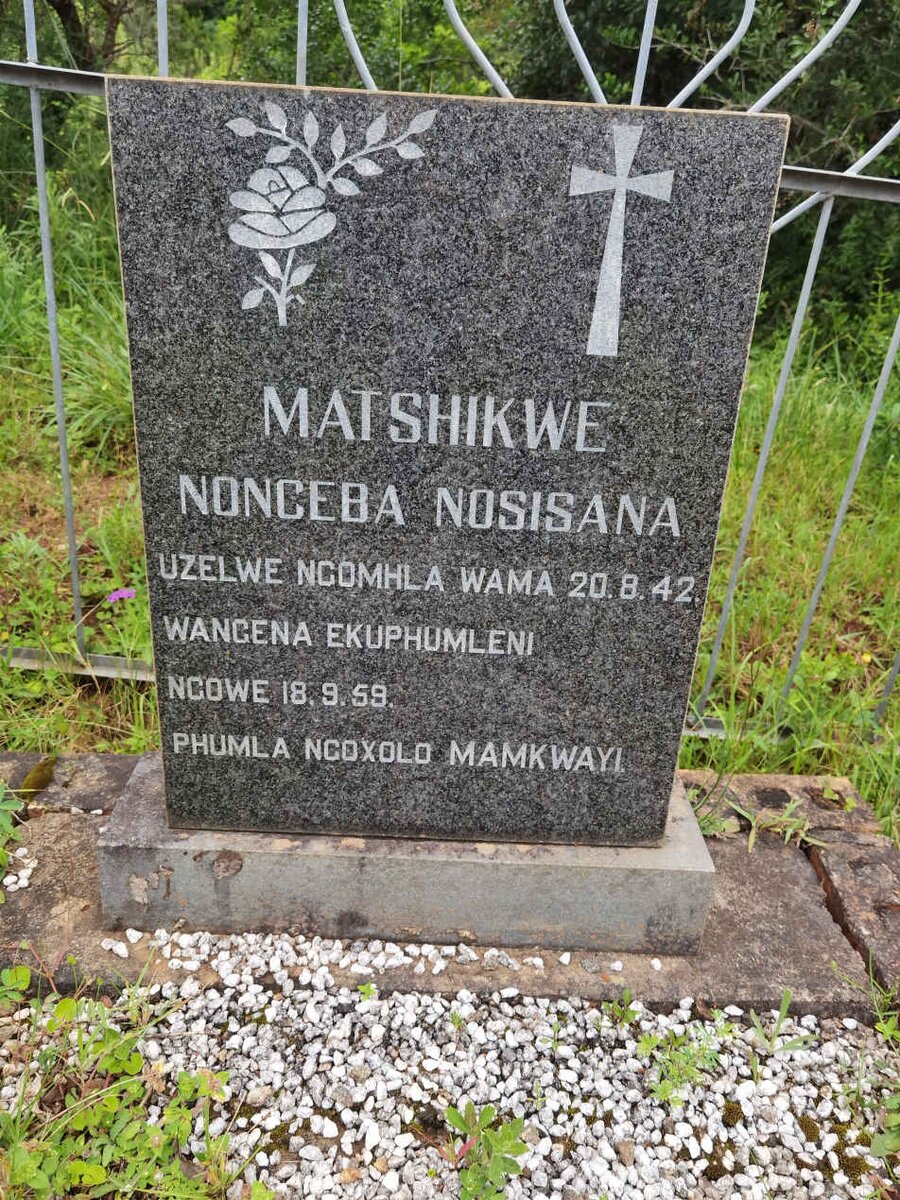 MATSHIKWE
NONCEBA NOSISANA
UZELWE NGOMHLA WAMA 20.8.42.
WANGENA EKUPHUMLENI
NGOWE 18.9.59.
PHUMLA NGOXOLO MAMKWAYI.